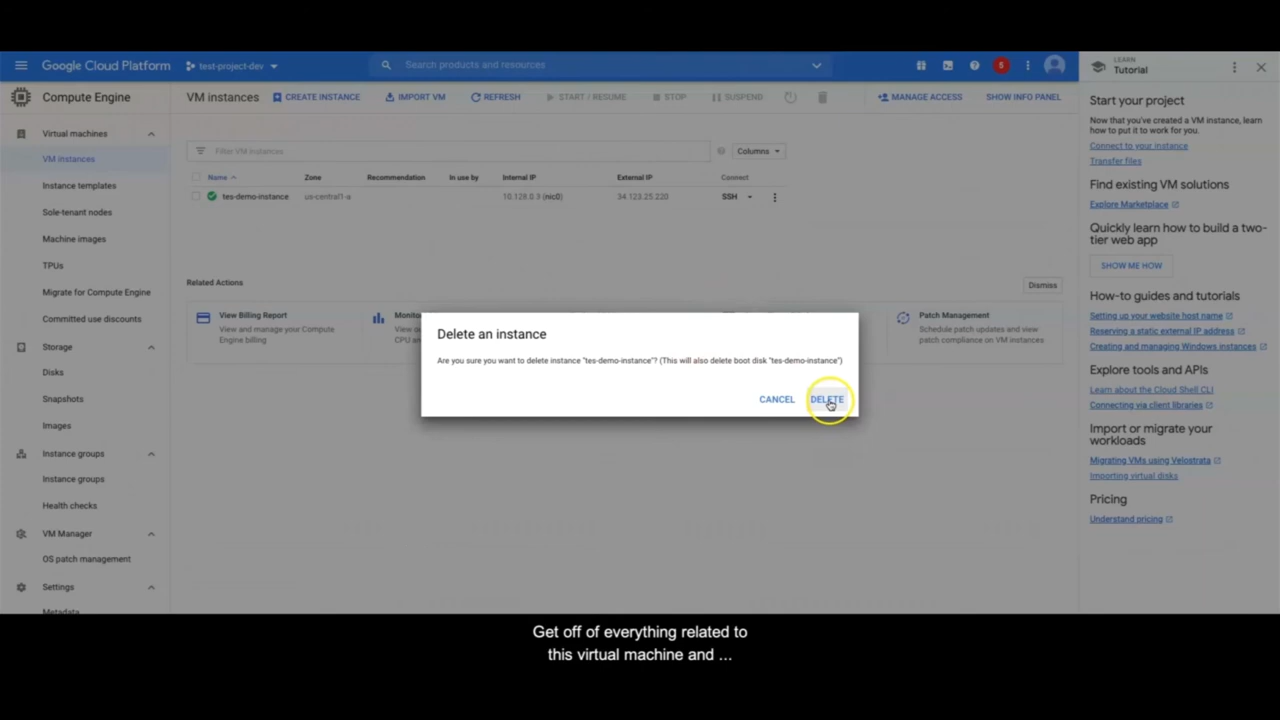 Google Cloud Platform
test-project-dev
Search products and resources
5
LEARN
Tutorial
Compute Engine
VM instances
CREATE INSTANCE
IMPORT VM
REFRESH
START / RESUME
STOP
SUSPEND
MANAGE ACCESS
SHOW INFO PANEL
Virtual machines
VM instances
Instance templates
Sole-tenant nodes
Machine images
TPUs
Migrate for Compute Engine
Committed use discounts
Storage
Disks
Snapshots
Images
Instance groups
Instance groups
Health checks
VM Manager
OS patch management
Settings
Metadata
Filter VM instances
Columns
Name Zone Recommendation In use by Internal IP External IP Connect
tes-demo-instance us-central1-a 10.128.0.3 (nic0) 34.123.25.220 SSH
Related Actions
Dismiss
View Billing Report
View and manage your Compute
Engine billing
Patch Management
Schedule patch updates and view
patch compliance on VM instances
Delete an instance
Are you sure you want to delete instance "tes-demo-instance"? (This will also delete boot disk "tes-demo-instance")
CANCEL
DELETE
Start your project
Now that you've created a VM instance, learn
how to put it to work for you.
Connect to your instance
Transfer files
Find existing VM solutions
Explore Marketplace
Quickly learn how to build a two-
tier web app
SHOW ME HOW
How-to guides and tutorials
Setting up your website host name
Reserving a static external IP address
Creating and managing Windows instances
Explore tools and APIs
Learn about the Cloud Shell CLI
Connecting via client libraries
Import or migrate your
workloads
Migrating VMs using Velostrata
Importing virtual disks
Pricing
Understand pricing
Get off of everything related to
this virtual machine and ...